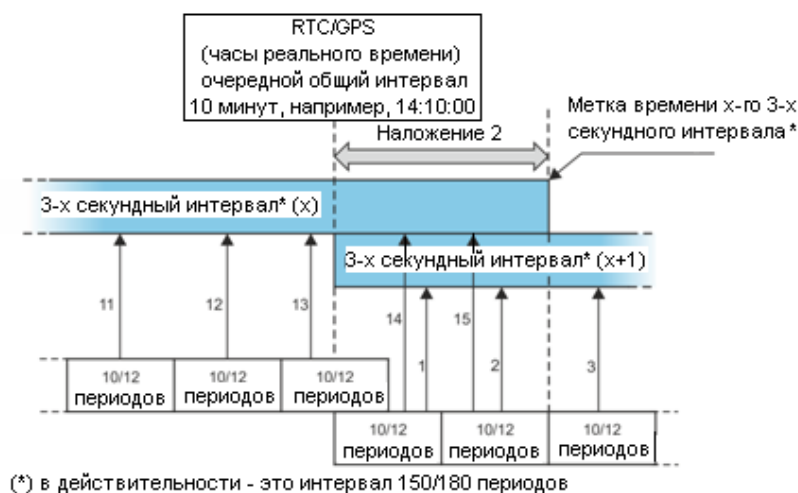 RTC/GPS
(часы реального времени)
очередной общий интервал
10 минут, например, 14:10:00
Метка времени х-го 3-х
секундного интервала *
Наложение 2
3-х секундный интервал* (x)
3-х секундный интервал* (x+1)
11
12
13
14
15
1
2
3
10/12
периодов
10/12
периодов
10/12
периодов
10/12
периодов
10/12
периодов
10/12
периодов
(*) в действительности - это интервал 150/180 периодов